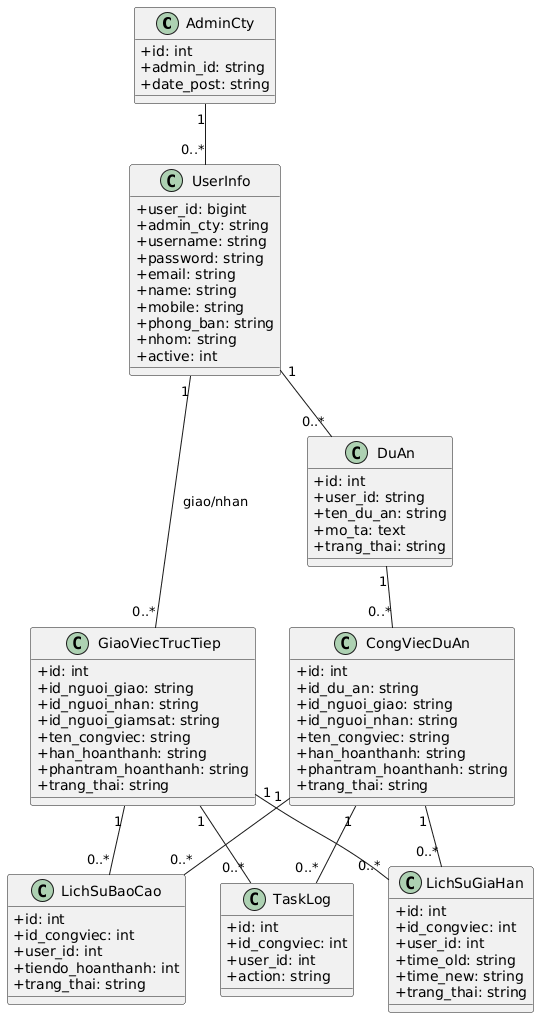 C AdminCty
+id: int
+admin_id: string
+date_post: string
1
0..*
C UserInfo
+user_id: bigint
+admin_cty: string
+username: string
+password: string
+email: string
+name: string
+mobile: string
+phong_ban: string
+nhom: string
+active: int
1
1
0..*
C DuAn
+id: int
+user_id: string
+ten_du_an: string
+mo_ta: text
+trang_thai: string
giao/nhan
1
0..*
0..*
C GiaoViecTrucTiep
+id: int
+id_nguoi_giao: string
+id_nguoi_nhan: string
+id_nguoi_giamsat: string
+ten_congviec: string
+han_hoanthanh: string
+phantram_hoanthanh: string
+trang_thai: string
C CongViecDuAn
+id: int
+id_du_an: string
+id_nguoi_giao: string
+id_nguoi_nhan: string
+ten_congviec: string
+han_hoanthanh: string
+phantram_hoanthanh: string
+trang_thai: string
1
1
1
1
1
1
0..*
0..*
0..*
0..*
0..*
0..*
C LichSuBaoCao
+id: int
+id_congviec: int
+user_id: int
+tiendo_hoanthanh: int
+trang_thai: string
C TaskLog
+id: int
+id_congviec: int
+user_id: int
+action: string
C LichSuGiaHan
+id: int
+id_congviec: int
+user_id: int
+time_old: string
+time_new: string
+trang_thai: string